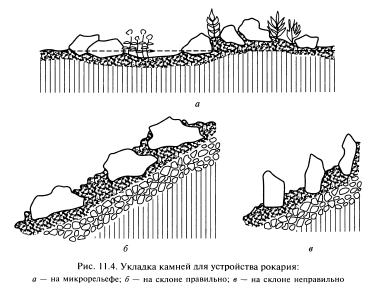 а
б
в
Рис. 11.4. Укладка камней для устройства рокария:
а — на микрорельефе; б — на склоне правильно; в — на склоне неправильно